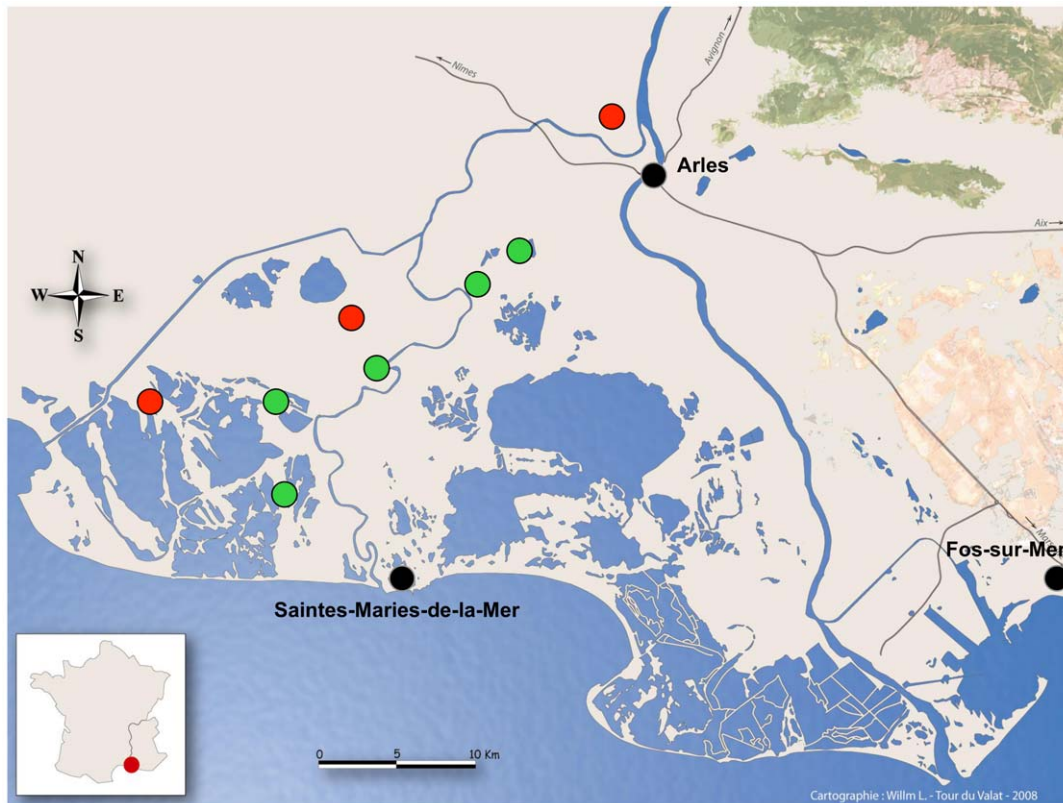 Avignon
Nîmes
Arles
Aix
N
W E
S
Fos-sur-Mer
Saintes-Maries-de-la-Mer
0 5 10 Km
Cartographie : Willm L. - Tour du Valat - 2008